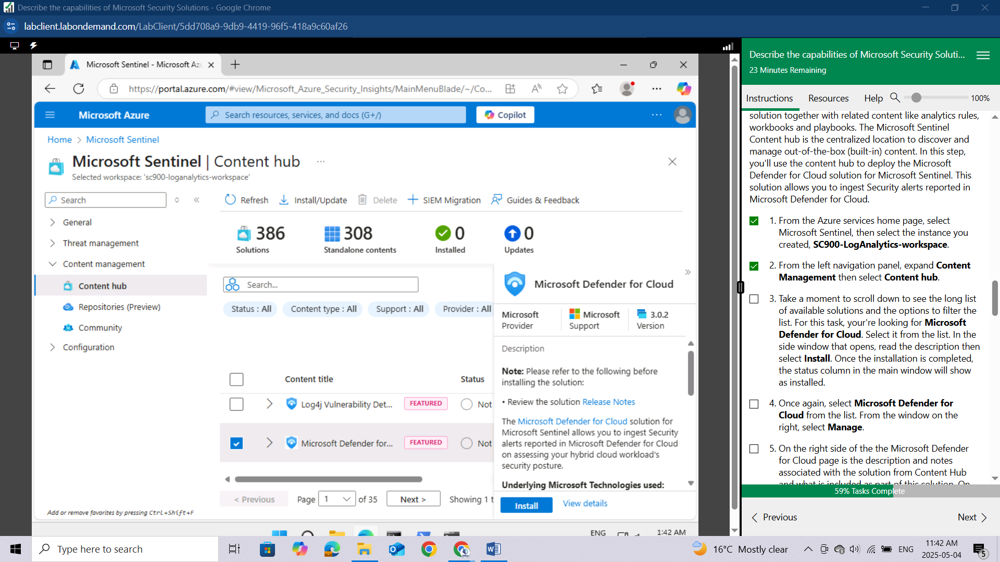 Describe the capabilities of Microsoft Security Solutions - Google Chrome
labclient.labondemand.com/LabClient/5dd708a9-9db9-4419-96f5-418a9c60af26
Microsoft Sentinel - Microsoft Az
https://portal.azure.com/#view/Microsoft_Azure_Security_Insights/MainMenuBlade/~/Co...
Microsoft Azure
Search resources, services, and docs (G+/)
Copilot
Home > Microsoft Sentinel
Microsoft Sentinel | Content hub
Selected workspace: 'sc900-loganalytics-workspace'
Search
General
Threat management
Content management
Content hub
Repositories (Preview)
Community
Configuration
Add or remove favorites by pressing Ctrl+Shift+F
Refresh
Install/Update
Delete
SIEM Migration
Guides & Feedback
386
Solutions
308
Standalone contents
0
Installed
0
Updates
Search...
Status : All
Content type : All
Support : All
Provider : All
Content title
Status
Log4j Vulnerability Det...
FEATURED
Not
Microsoft Defender for...
FEATURED
Not
< Previous
Page 1 of 35
Next >
Showing 1 t
Microsoft Defender for Cloud
Microsoft
Provider
Microsoft
Support
3.0.2
Version
Description
Note: Please refer to the following before
installing the solution:
• Review the solution Release Notes
The Microsoft Defender for Cloud solution for
Microsoft Sentinel allows you to ingest Security
alerts reported in Microsoft Defender for Cloud
on assessing your hybrid cloud workload's
security posture.
Underlying Microsoft Technologies used:
Install
View details
ENG
1:42 AM
Describe the capabilities of Microsoft Security Soluti...
23 Minutes Remaining
Instructions
Resources
Help
100%
solution together with related content like analytics rules,
workbooks and playbooks. The Microsoft Sentinel
Content hub is the centralized location to discover and
manage out-of-the-box (built-in) content. In this step,
you'll use the content hub to deploy the Microsoft
Defender for Cloud solution for Microsoft Sentinel. This
solution allows you to ingest Security alerts reported in
Microsoft Defender for Cloud.
1. From the Azure services home page, select
Microsoft Sentinel, then select the instance you
created, SC900-LogAnalytics-workspace.
2. From the left navigation panel, expand Content
Management then select Content hub.
3. Take a moment to scroll down to see the long list
of available solutions and the options to filter the
list. For this task, your're looking for Microsoft
Defender for Cloud. Select it from the list. In the
side window that opens, read the description then
select Install. Once the installation is completed,
the status column in the main window will show
as installed.
4. Once again, select Microsoft Defender for
Cloud from the list. From the window on the
right, select Manage.
5. On the right side of the the Microsoft Defender
for Cloud page is the description and notes
associated with the solution from Content Hub
and what is included as part of this solution. On
59% Tasks Complete
Previous
Next
Type here to search
16°C Mostly clear
ENG
11:42 AM
2025-05-04
5